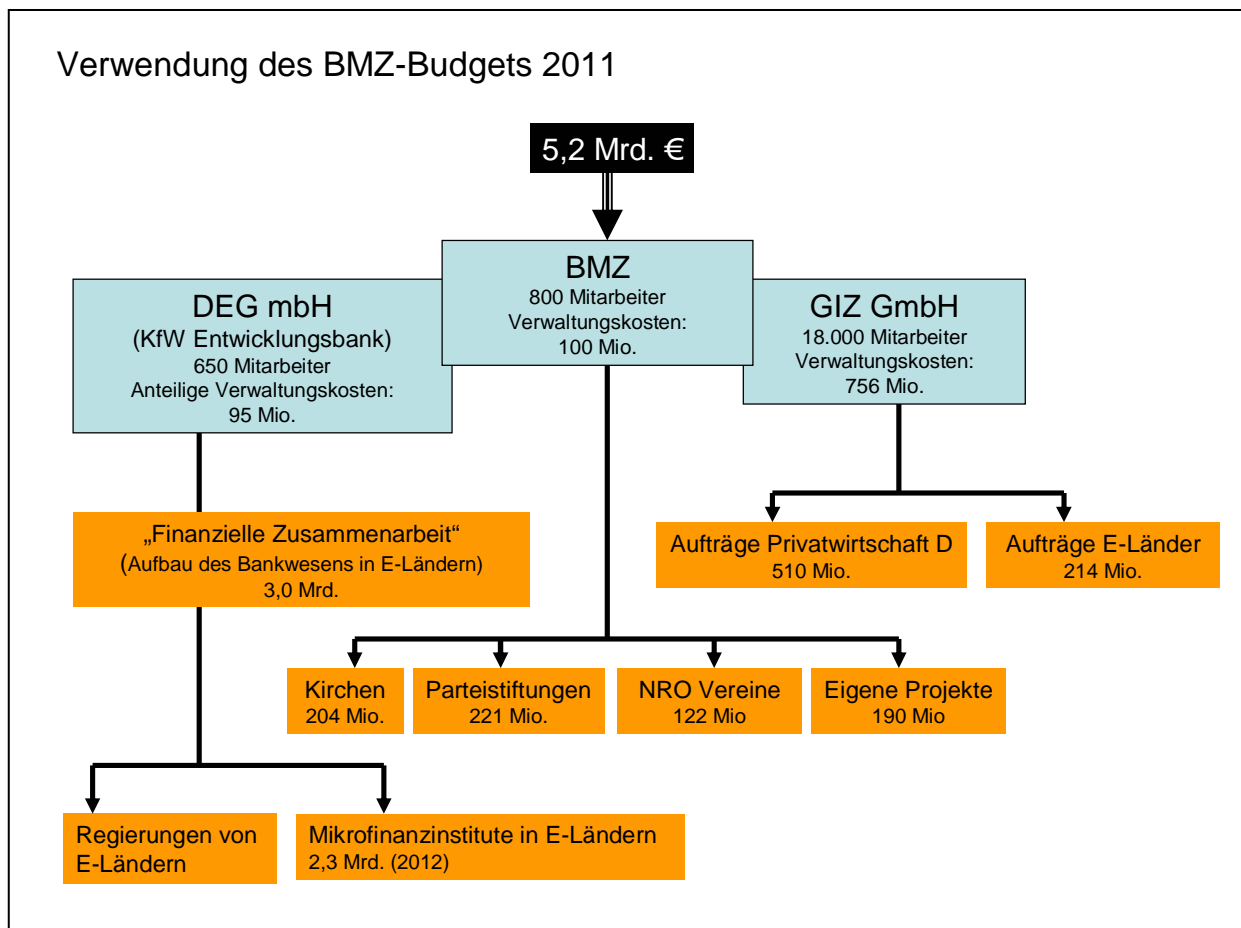 Verwendung des BMZ-Budgets 2011
5,2 Mrd. €
BMZ
800 Mitarbeiter
Verwaltungskosten:
100 Mio.
DEG mbH
(KfW Entwicklungsbank)
650 Mitarbeiter
Anteilige Verwaltungskosten:
95 Mio.
GIZ GmbH
18.000 Mitarbeiter
Verwaltungskosten:
756 Mio.
„Finanzielle Zusammenarbeit“
(Aufbau des Bankwesens in E-Ländern)
3,0 Mrd.
Aufträge Privatwirtschaft D
510 Mio.
Aufträge E-Länder
214 Mio.
Kirchen
204 Mio.
Parteistiftungen
221 Mio.
NRO Vereine
122 Mio
Eigene Projekte
190 Mio
Regierungen von
E-Ländern
Mikrofinanzinstitute in E-Ländern
2,3 Mrd. (2012)